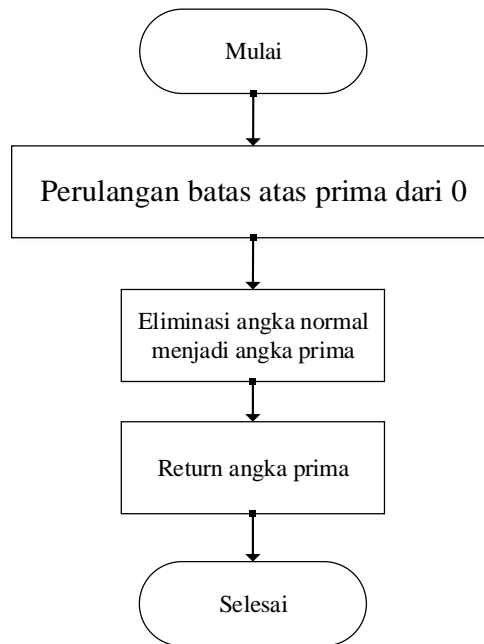 Mulai
Perulangan batas atas prima dari 0
Eliminasi angka normal
menjadi angka prima
Return angka prima
Selesai